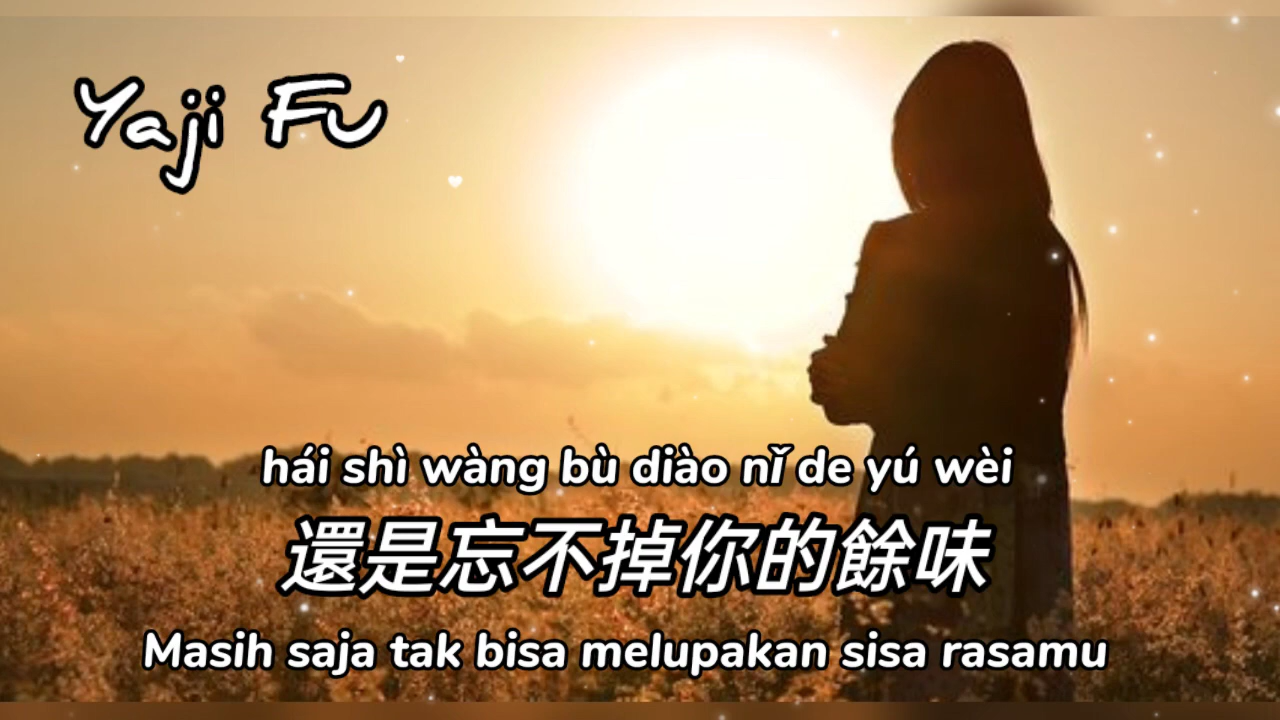 Yaji Fu
hái shì wàng bù diào nǐ de yú wèi
還是忘不掉你的餘味
Masih saja tak bisa melupakan sisa rasamu